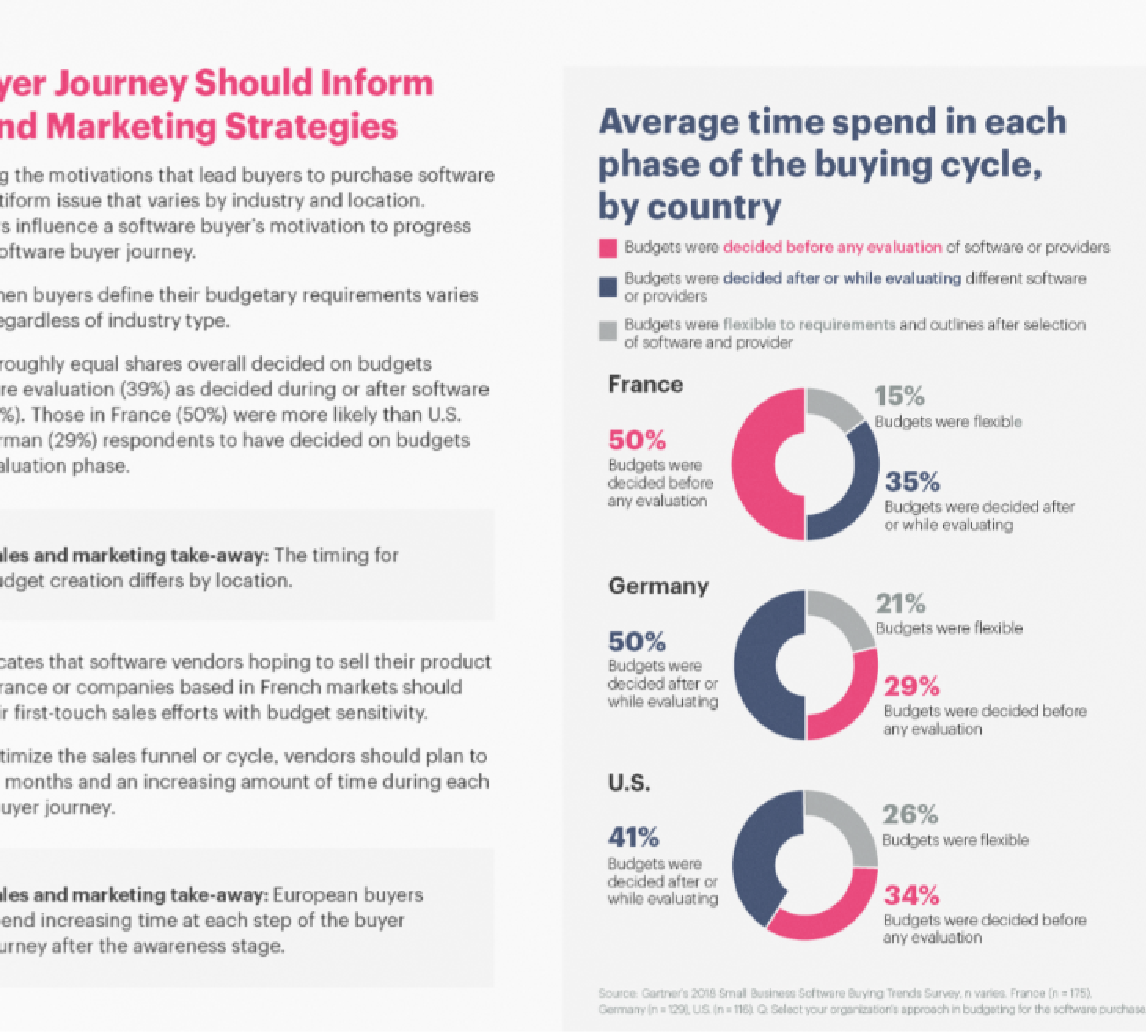 yer Journey Should Inform
nd Marketing Strategies
g the motivations that lead buyers to purchase software
tiform issue that varies by industry and location.
s influence a software buyer's motivation to progress
oftware buyer journey.
hen buyers define their budgetary requirements varies
egardless of industry type.
roughly equal shares overall decided on budgets
re evaluation (39%) as decided during or after software
%). Those in France (50%) were more likely than U.S.
rman (29%) respondents to have decided on budgets
aluation phase.
ales and marketing take-away: The timing for
udget creation differs by location.
cates that software vendors hoping to sell their product
rance or companies based in French markets should
ir first-touch sales efforts with budget sensitivity.
timize the sales funnel or cycle, vendors should plan to
months and an increasing amount of time during each
uyer journey.
ales and marketing take-away: European buyers
pend increasing time at each step of the buyer
urney after the awareness stage.
Average time spend in each
phase of the buying cycle,
by country
Budgets were decided before any evaluation of software or providers
Budgets were decided after or while evaluating different software
or providers
Budgets were flexible to requirements and outlines after selection
of software and provider
France
50%
Budgets were
decided before
any evaluation
15%
Budgets were flexible
35%
Budgets were decided after
or while evaluating
Germany
50%
Budgets were
decided after or
while evaluating
21%
Budgets were flexible
29%
Budgets were decided before
any evaluation
U.S.
41%
Budgets were
decided after or
while evaluating
26%
Budgets were flexible
34%
Budgets were decided before
any evaluation
Source: Gartner's 2018 Small Business Software Buying Trends Survey, n varies. France (n = 175),
Germany (n = 129), U.S. (n = 116). Q: Select your organization's approach in budgeting for the software purchase